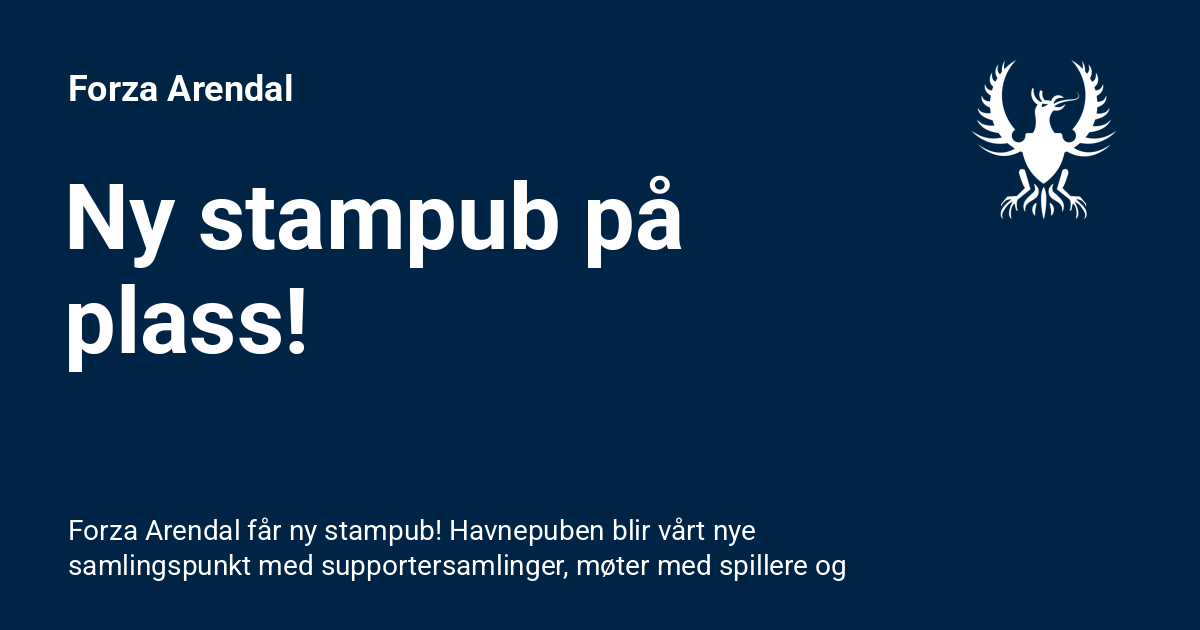 Forza Arendal
Ny stampub på
plass!
Forza Arendal får ny stampub! Havnepuben blir vårt nye
samlingspunkt med supportersamlinger, møter med spillere og